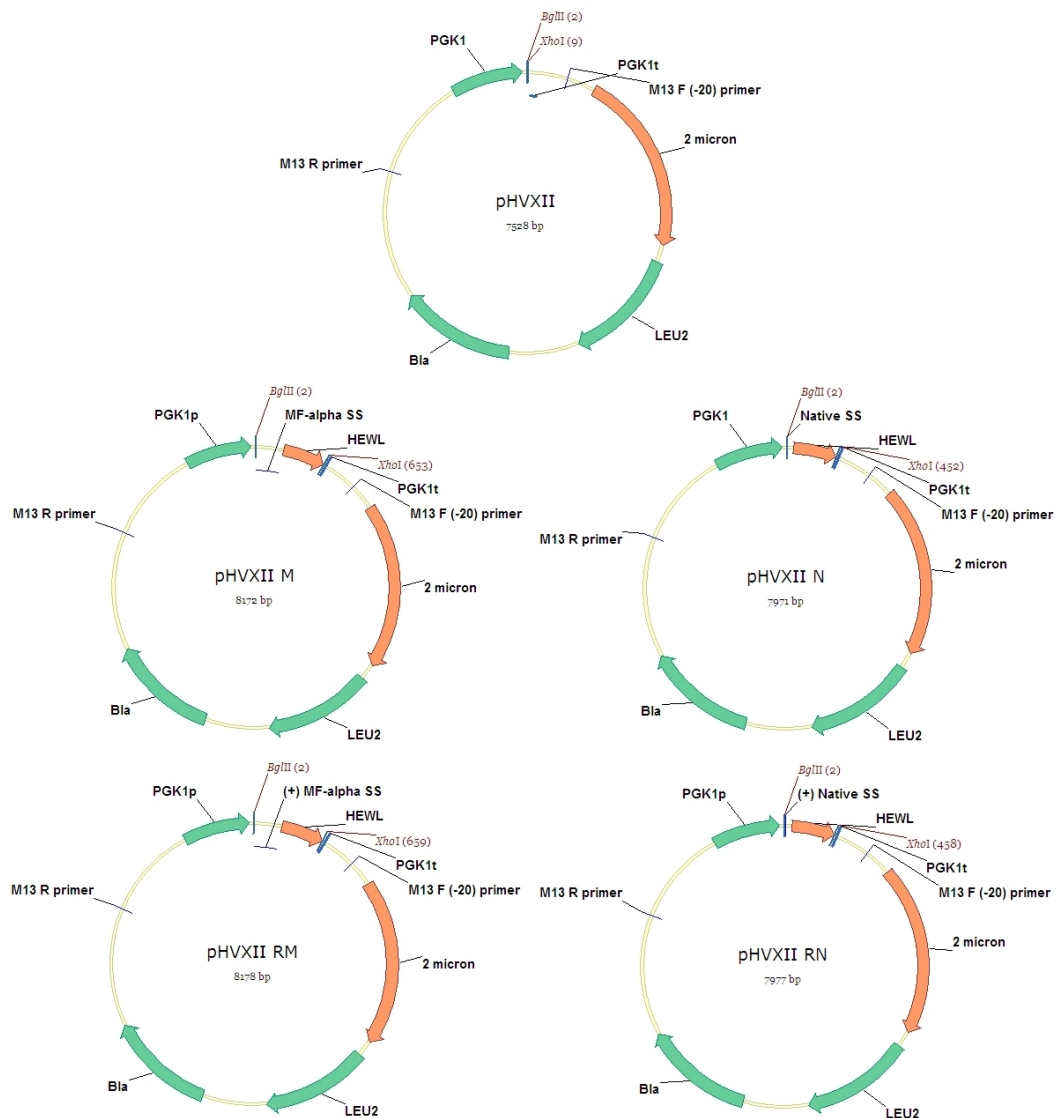 BglII (2)
PGK1
XhoI (9)
PGK1t
M13 F (-20) primer
2 micron
M13 R primer
pHVXII
7528 bp
LEU2
Bla
BglII (2)
PGK1p
MF-alpha SS
HEWL
XhoI (653)
PGK1t
M13 F (-20) primer
M13 R primer
pHVXII M
8172 bp
2 micron
Bla
LEU2
BglII (2)
PGK1
Native SS
HEWL
XhoI (452)
PGK1t
M13 F (-20) primer
M13 R primer
2 micron
pHVXII N
7971 bp
Bla
LEU2
BglII (2)
PGK1p
(+) MF-alpha SS
HEWL
XhoI (659)
PGK1t
M13 R primer
M13 F (-20) primer
pHVXII RM
8178 bp
2 micron
Bla
LEU2
BglII (2)
PGK1p
(+) Native SS
HEWL
XhoI (458)
PGK1t
M13 R primer
M13 F (-20) primer
2 micron
pHVXII RN
7977 bp
Bla
LEU2